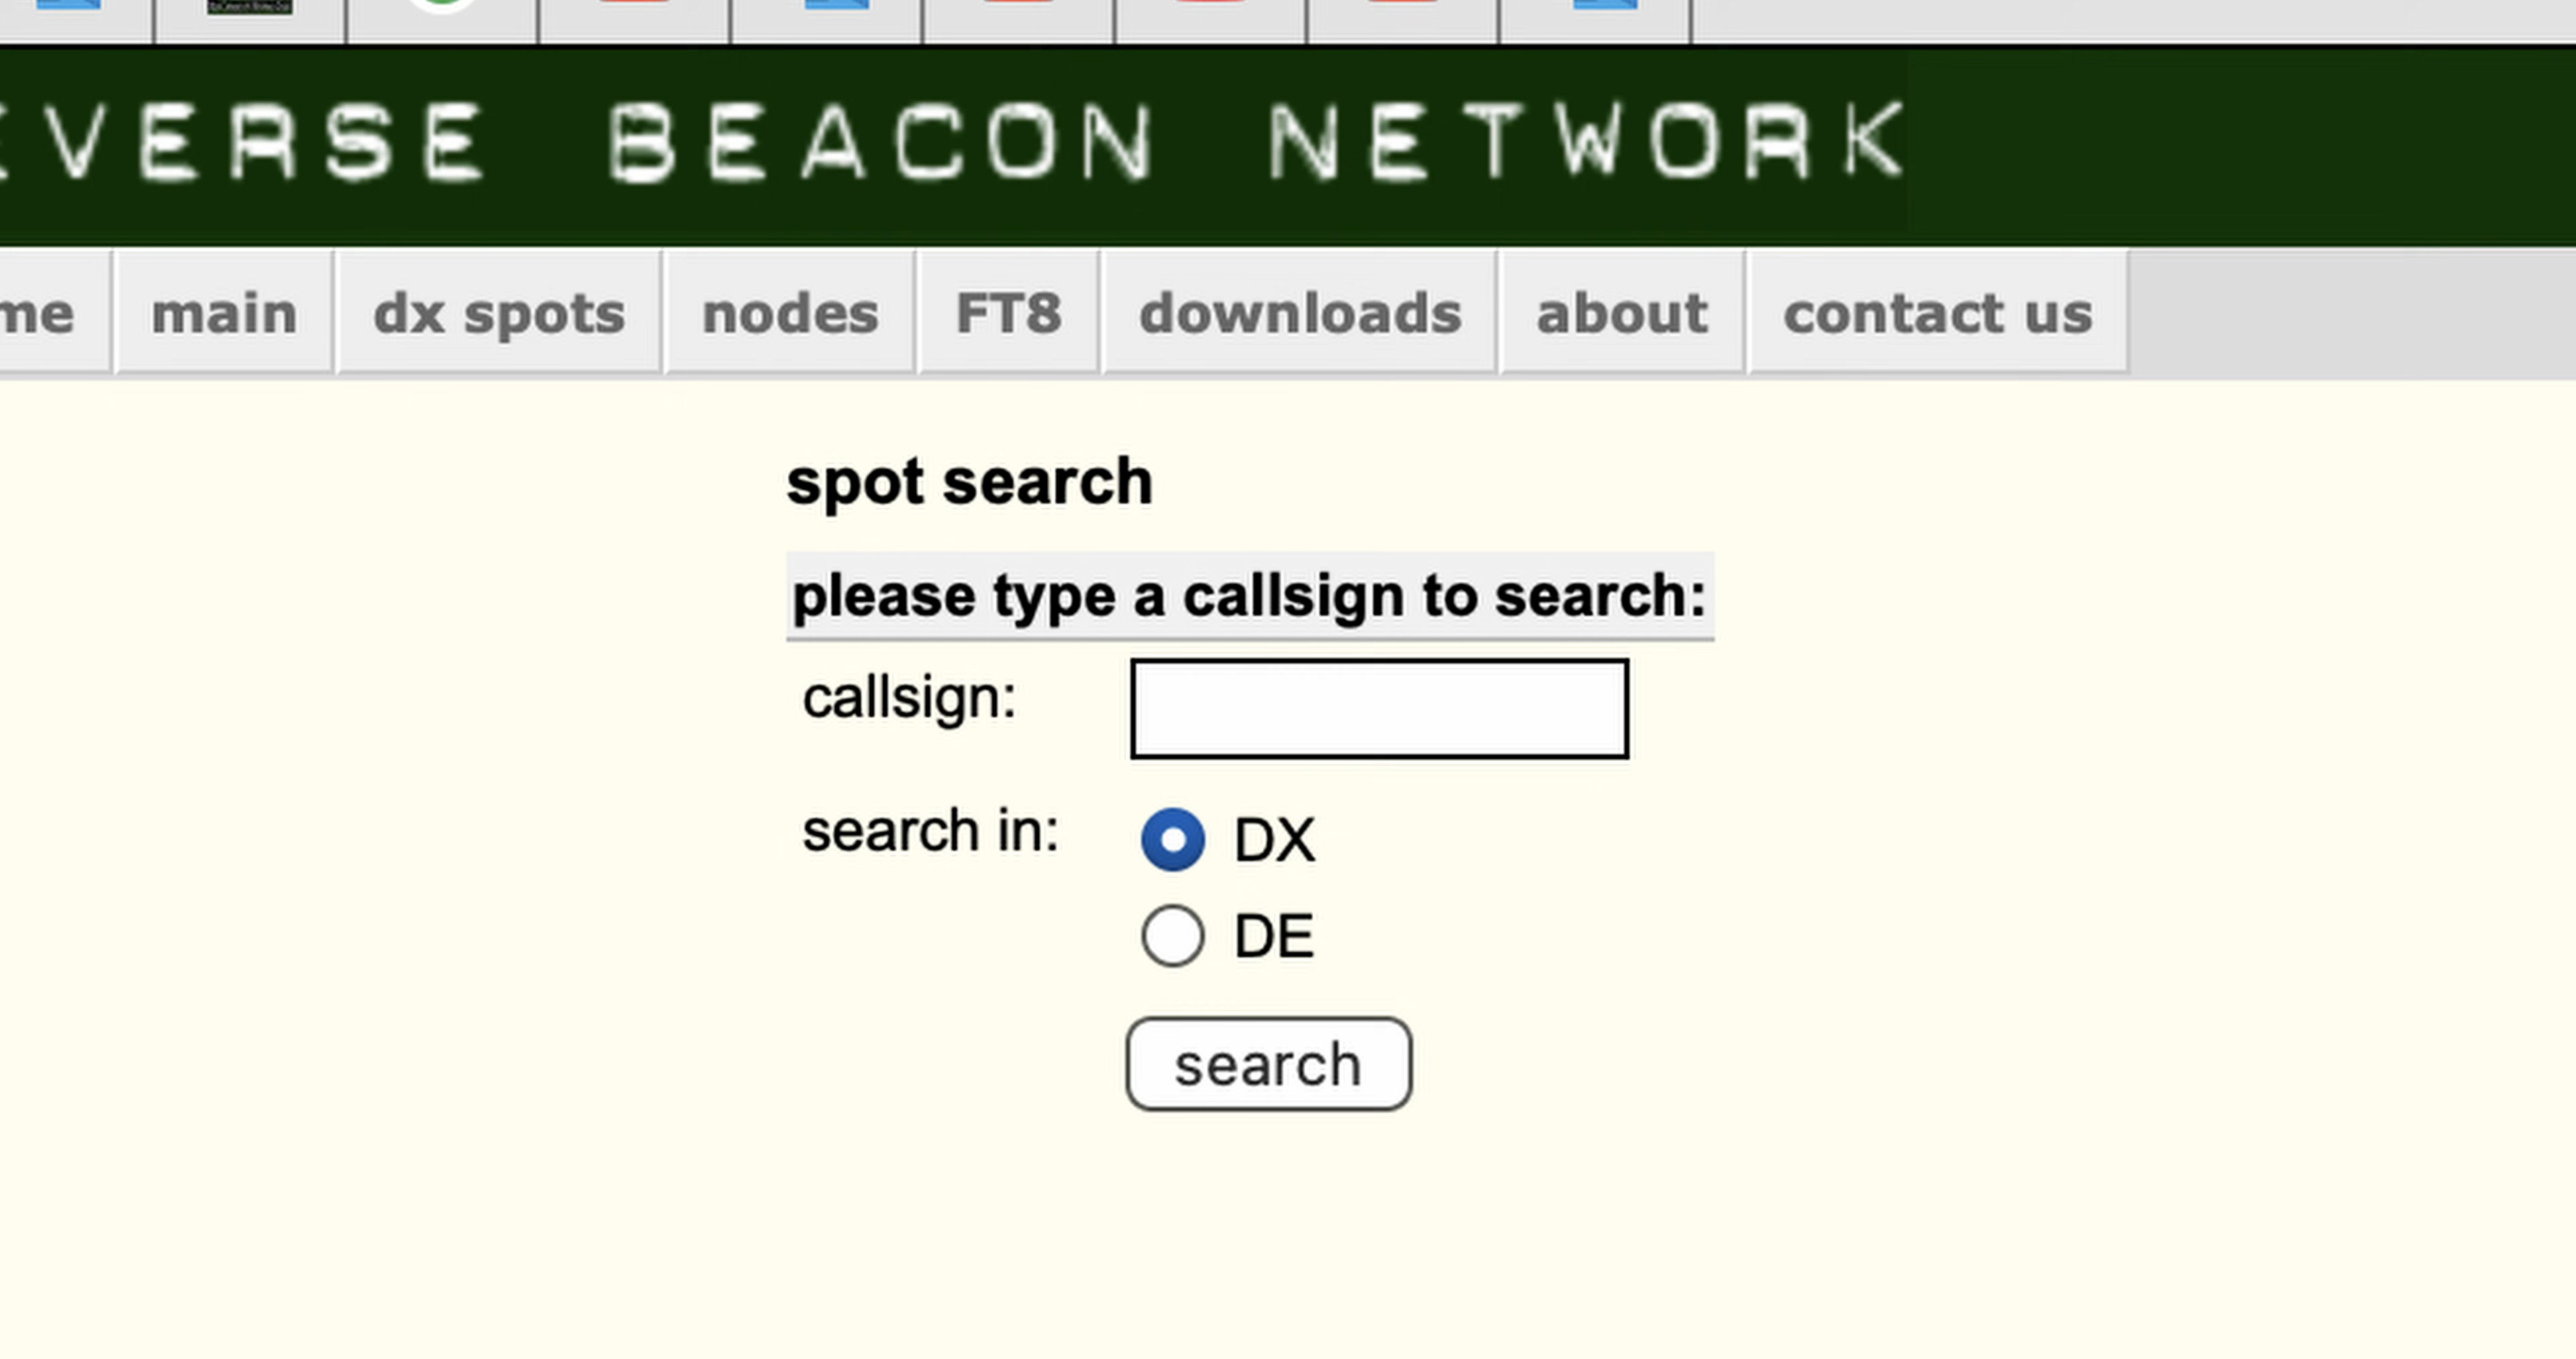 EVERSE BEACON NETWORK
me main dx spots nodes FT8 downloads about contact us
spot search
please type a callsign to search:
callsign:
search in: DX
DE
search